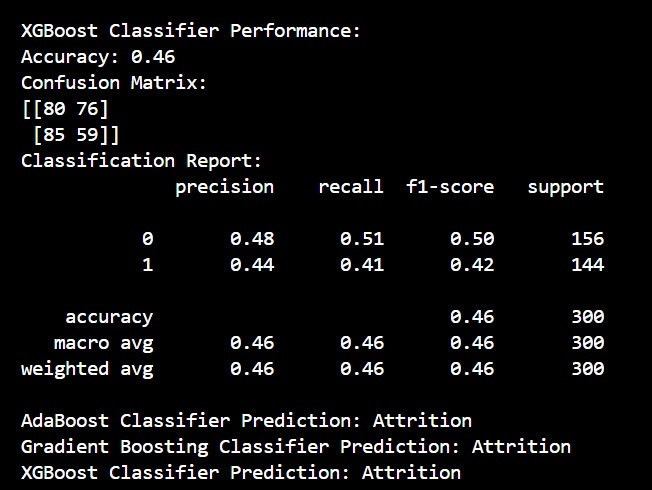 XGBoost Classifier Performance:
Accuracy: 0.46
Confusion Matrix:
[[80 76]
 [85 59]]
Classification Report:
              precision    recall  f1-score   support

           0       0.48      0.51      0.50       156
           1       0.44      0.41      0.42       144

    accuracy                           0.46       300
   macro avg       0.46      0.46      0.46       300
weighted avg       0.46      0.46      0.46       300

AdaBoost Classifier Prediction: Attrition
Gradient Boosting Classifier Prediction: Attrition
XGBoost Classifier Prediction: Attrition